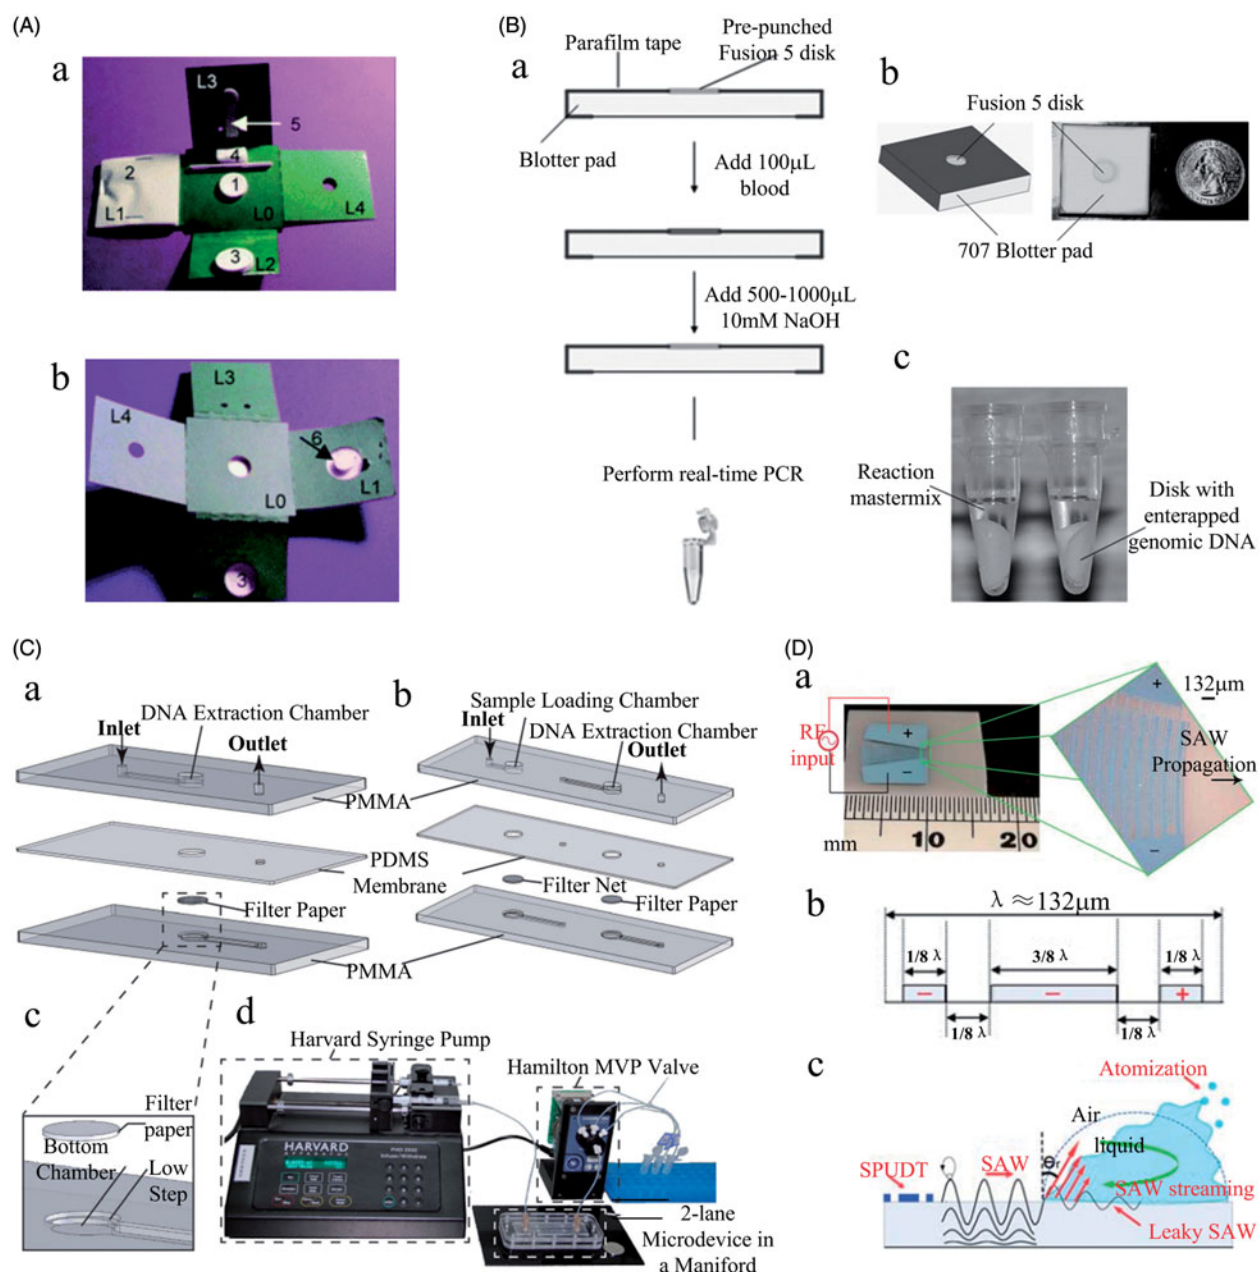 (A)
a
L3
5
4
2
1
L1
L0
L4
3
L2
b
L3
L4
6
L0
L1
3
(B)
a
Parafilm tape
Pre-punched
Fusion 5 disk
Blotter pad
Add 100μL
blood
Add 500-1000μL
10mM NaOH
Perform real-time PCR
b
Fusion 5 disk
707 Blotter pad
c
Reaction
mastermix
Disk with
enterapped
genomic DNA
(C)
a
DNA Extraction Chamber
Inlet
Outlet
b
Sample Loading Chamber
Inlet
DNA Extraction Chamber
Outlet
PMMA
PDMS
Membrane
Filter Paper
Filter Net
Filter Paper
PMMA
c
Filter
paper
Bottom
Chamber
Low
Step
d
Harvard Syringe Pump
HARVARD
Hamilton MVP Valve
2-lane
Microdevice in
a Maniford
(D)
a
RF
input
+
−
mm
10
20
+
132μm
SAW
Propagation
−
b
λ ≈132μm
1/8 λ
3/8 λ
1/8 λ
−
−
+
1/8 λ
1/8 λ
c
Atomization
Air
liquid
SPUDT
SAW
Θr
SAW streaming
Leaky SAW